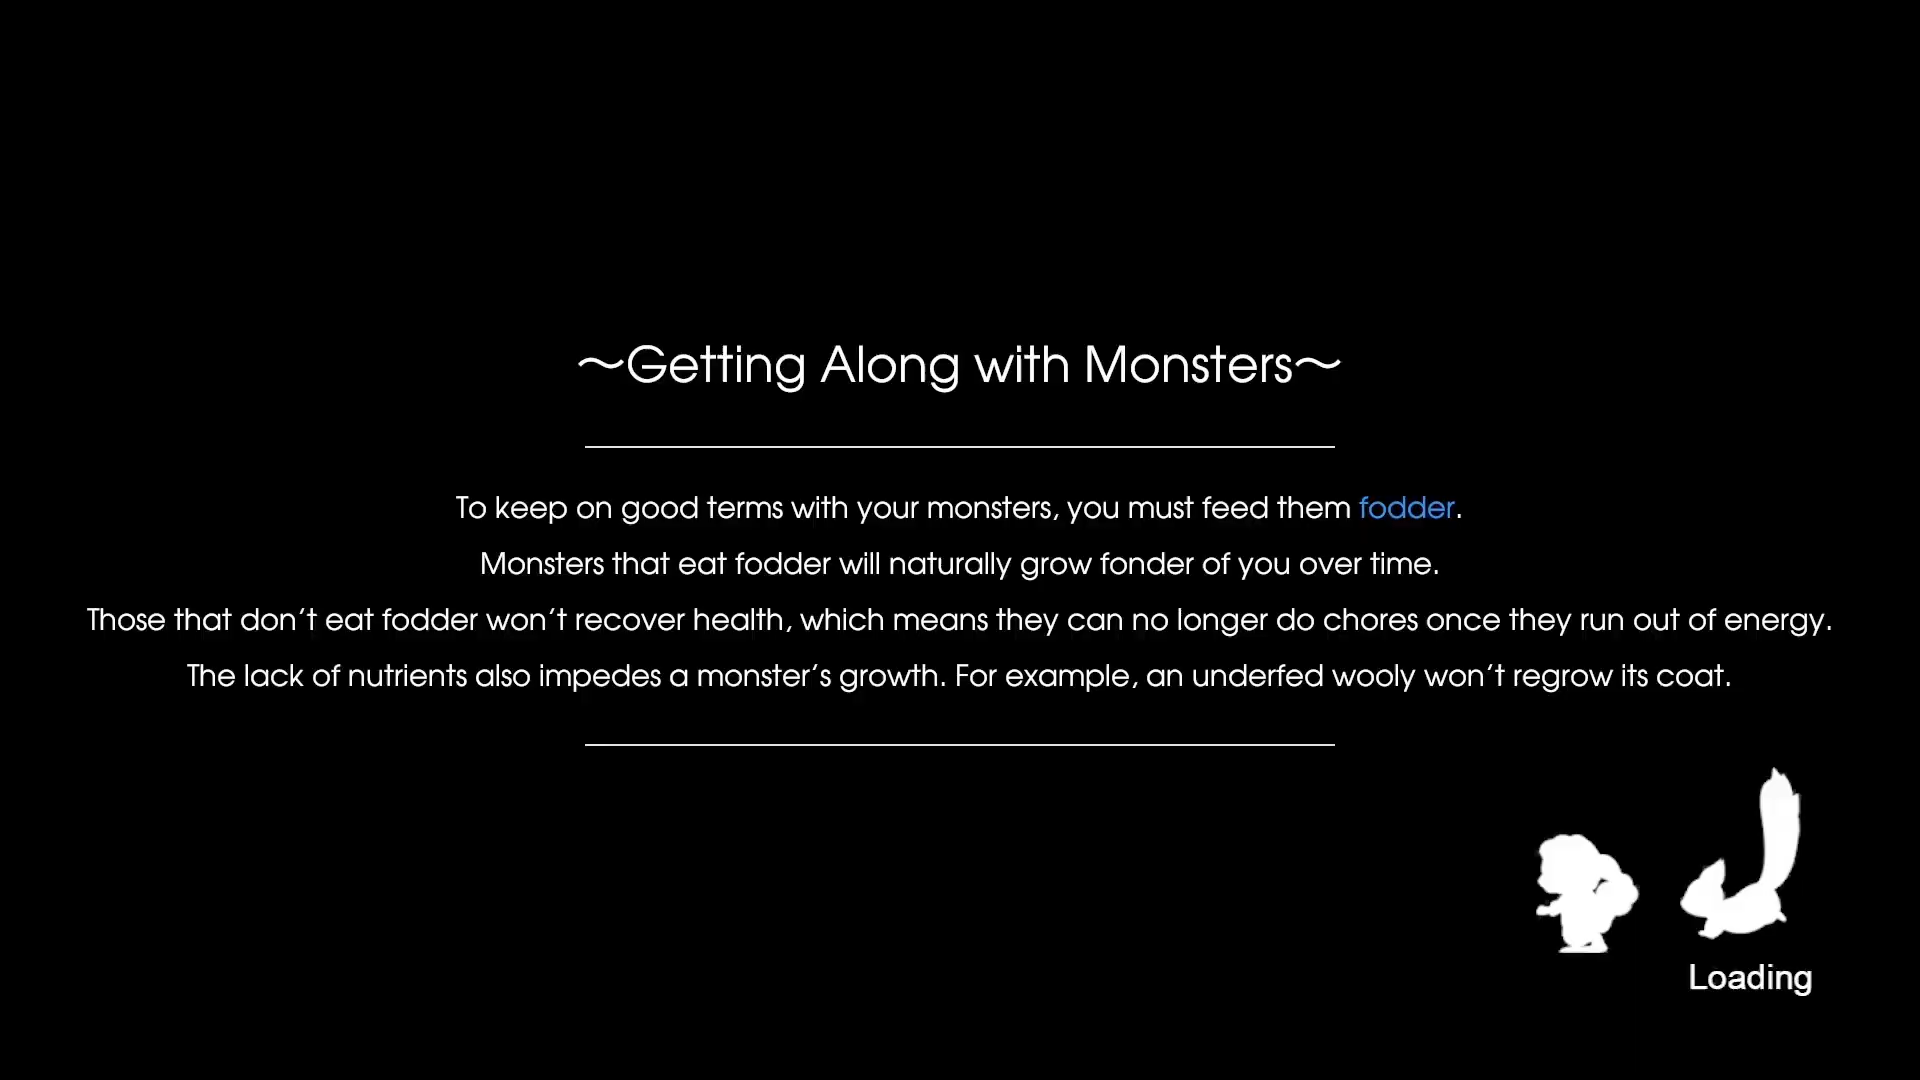 ～Getting Along with Monsters～
To keep on good terms with your monsters, you must feed them fodder.
Monsters that eat fodder will naturally grow fonder of you over time.
Those that don’t eat fodder won’t recover health, which means they can no longer do chores once they run out of energy.
The lack of nutrients also impedes a monster’s growth. For example, an underfed wooly won’t regrow its coat.
Loading